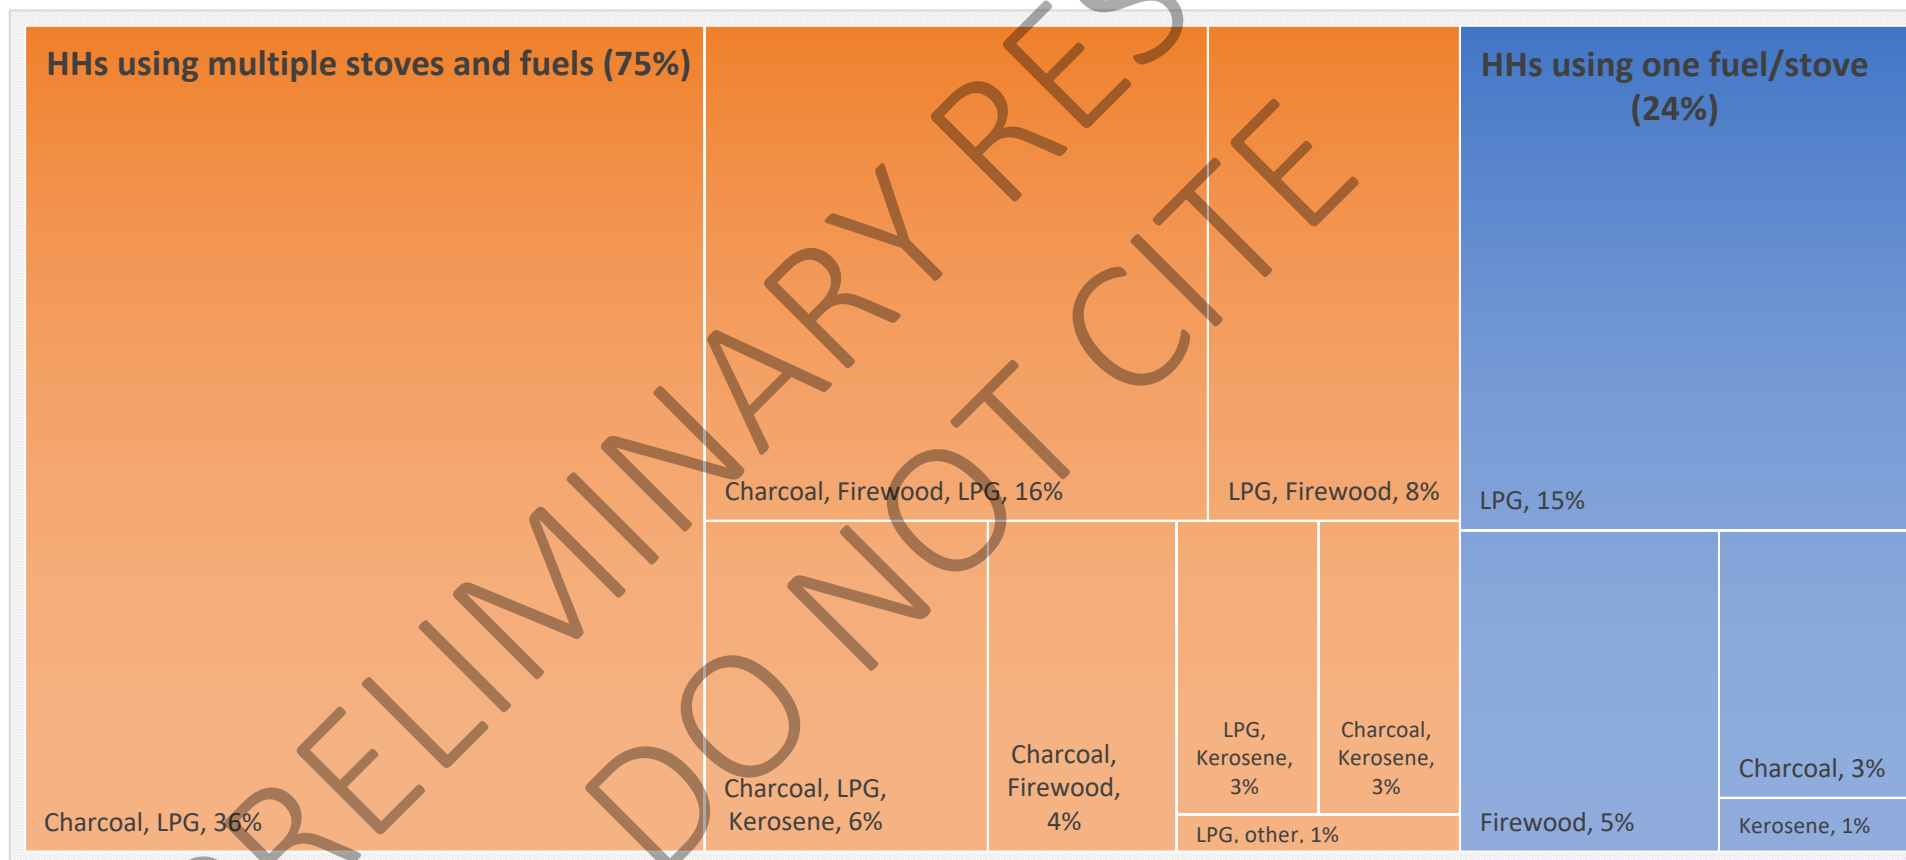 HHs using multiple stoves and fuels (75%)
Charcoal, LPG, 36%
Charcoal, Firewood, LPG, 16%
LPG, Firewood, 8%
Charcoal, LPG,
Kerosene, 6%
Charcoal,
Firewood,
4%
LPG,
Kerosene,
3%
Charcoal,
Kerosene,
3%
LPG, other, 1%
HHs using one fuel/stove
(24%)
LPG, 15%
Firewood, 5%
Charcoal, 3%
Kerosene, 1%
RELIMINARY RES
DO NOT CITE